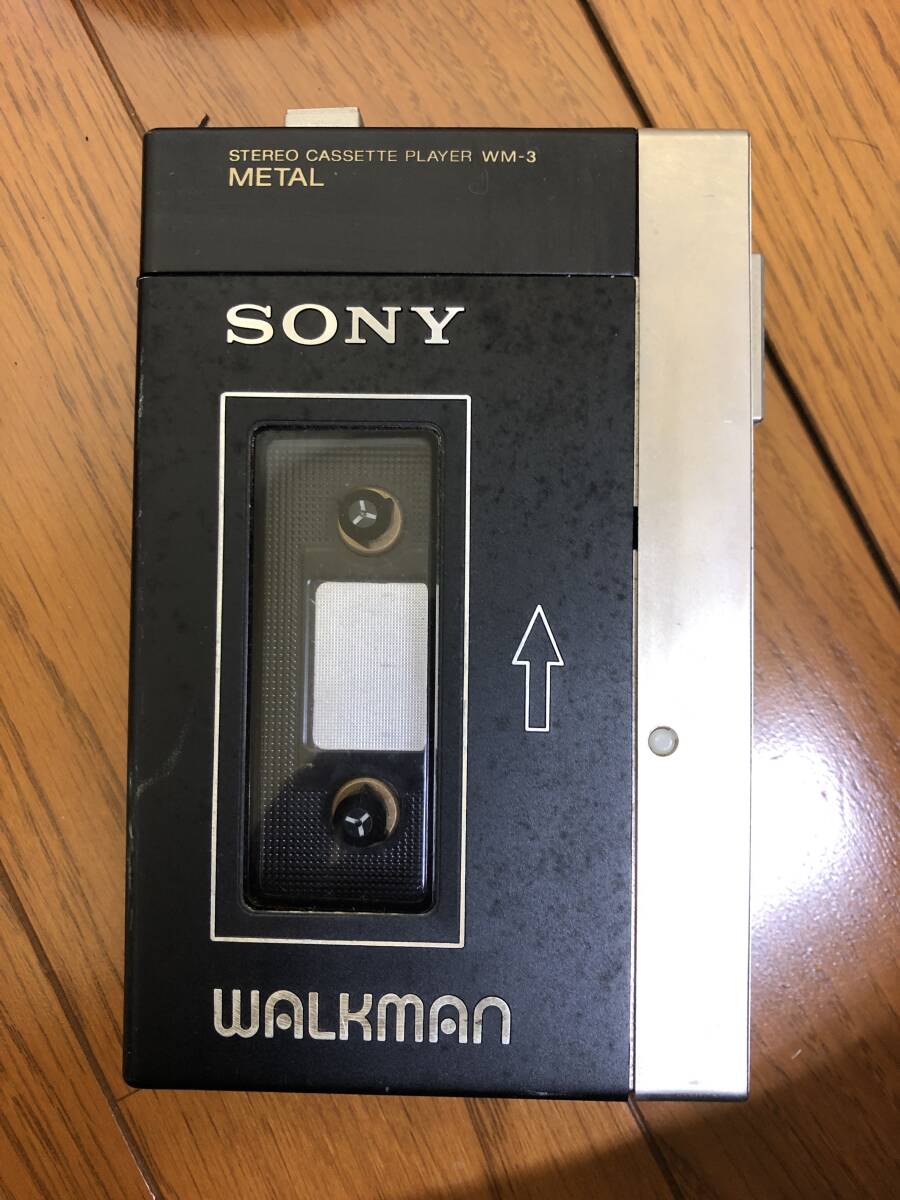 STEREO CASSETTE PLAYER WM-3
METAL
SONY
WALKMAN